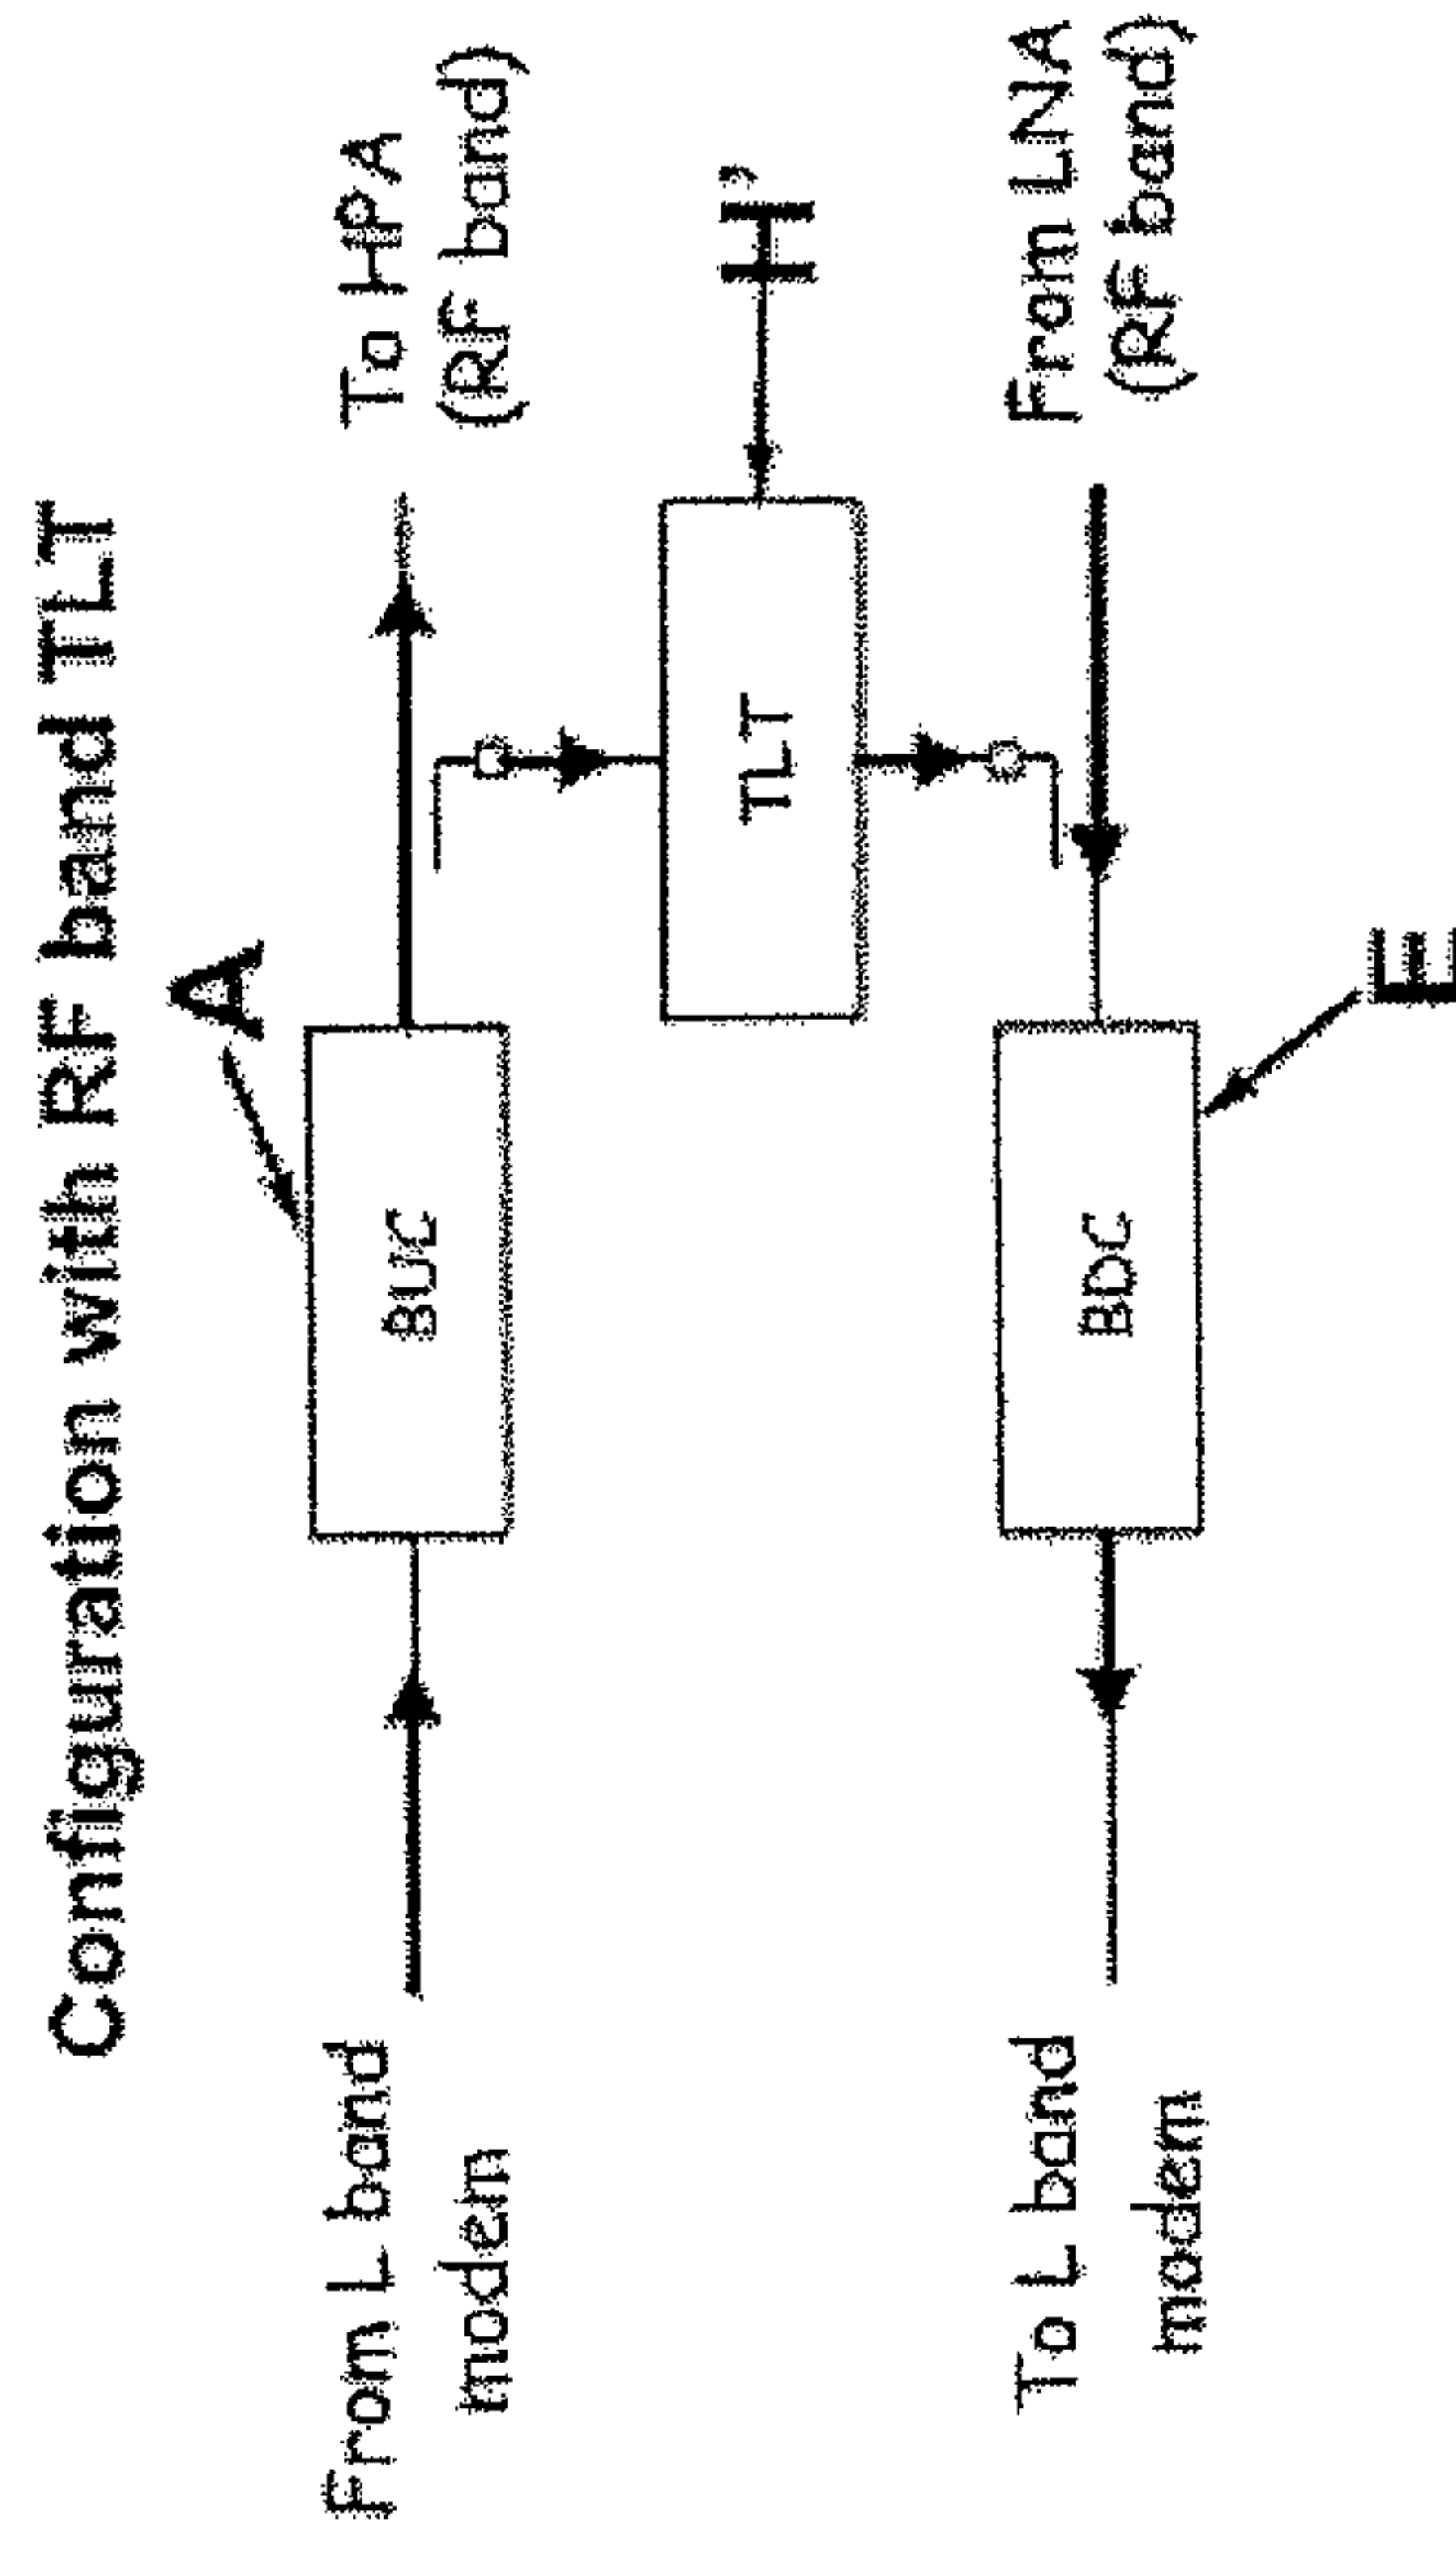 Configuration with RF band TLT
A
From L band
modem
BUC
To HPA
(RF band)
TLT
H'
To L band
modem
BDC
From LNA
(RF band)
E